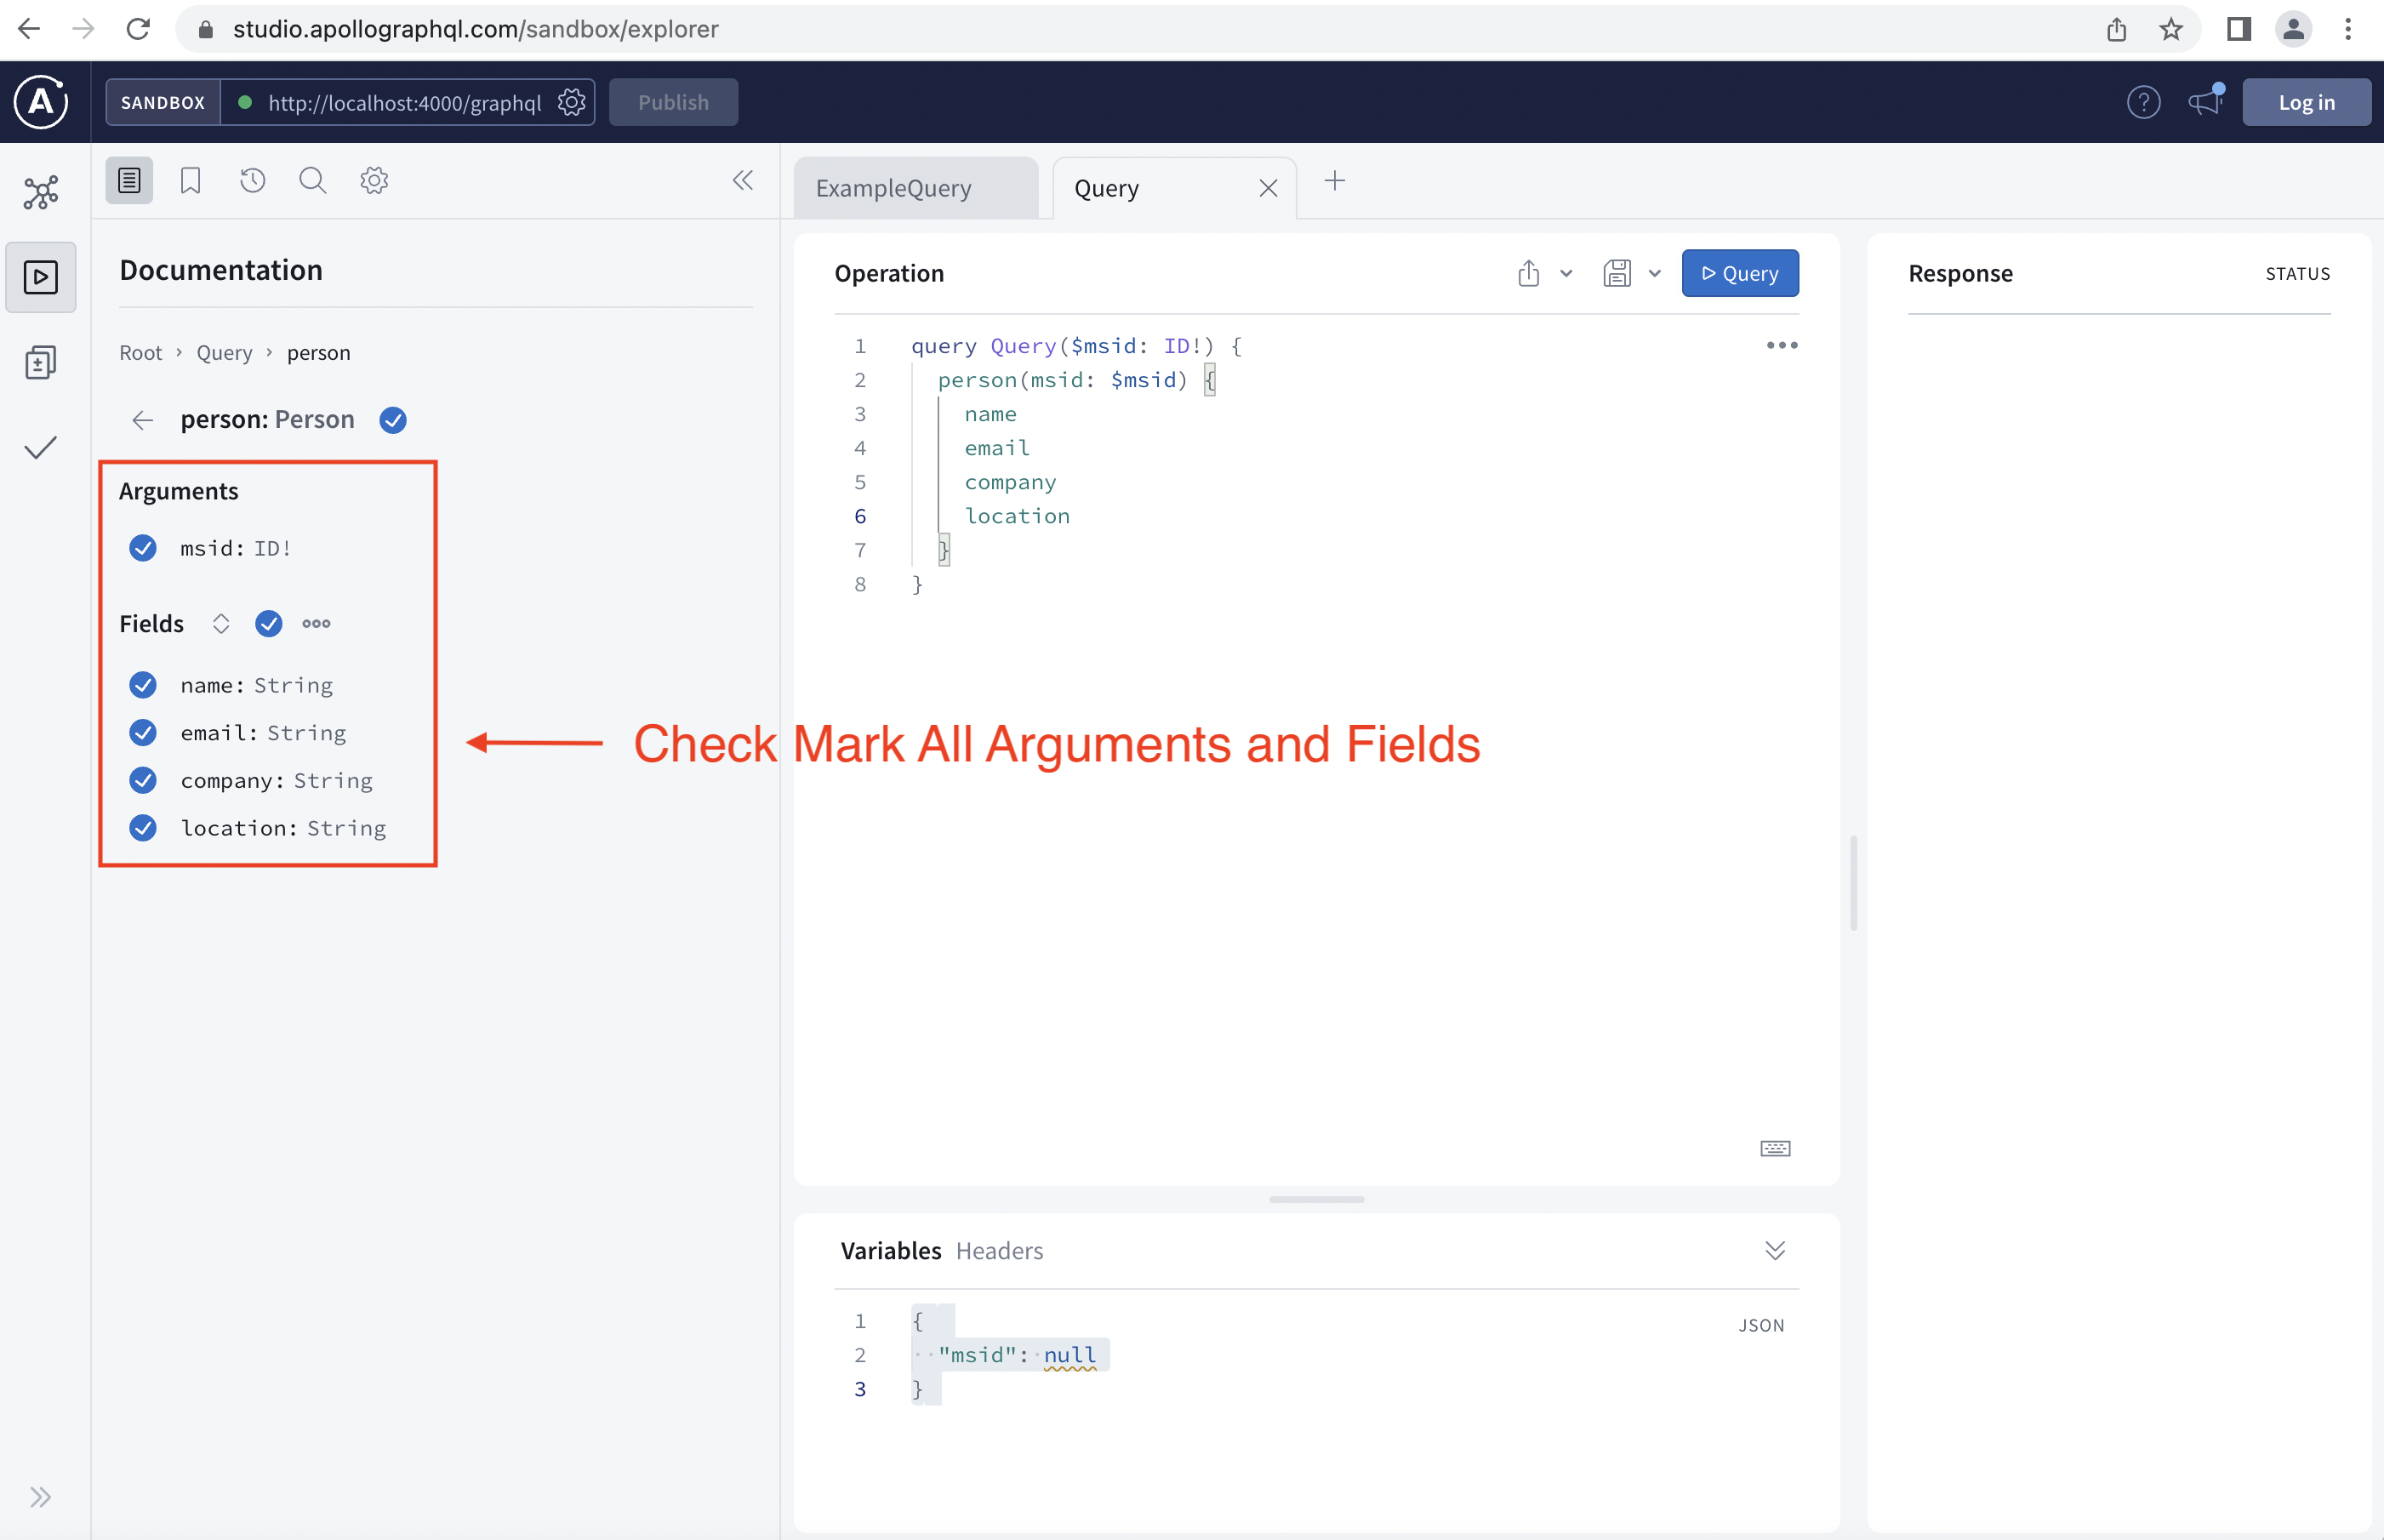 studio.apollographql.com/sandbox/explorer
A
SANDBOX http://localhost:4000/graphql Publish ? Log in
ExampleQuery Query
Documentation
Root > Query > person
person: Person
Arguments
msid: ID!
Fields
name: String
email: String
company: String
location: String
Check Mark All Arguments and Fields
Operation Query
1 query Query($msid: ID!) {
2 person(msid: $msid) {
3 name
4 email
5 company
6 location
7 }
8 }
Response STATUS
Variables Headers
JSON
1 {
2 "msid": null
3 }